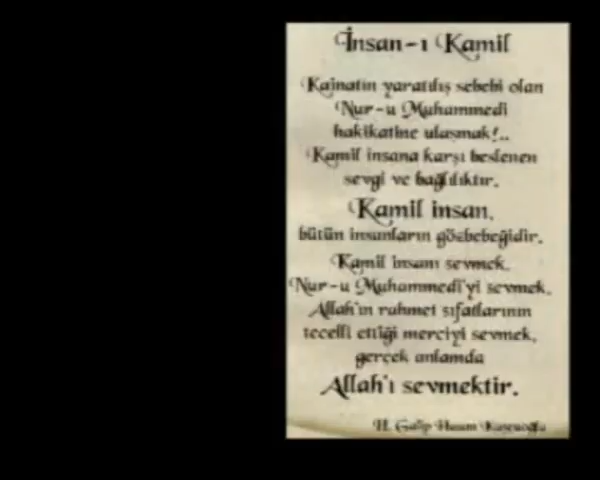 İnsan-ı Kamil
Kainatın yaratılış sebebi olan
Nur-u Muhammedi
hakikatine ulaşmak!..
Kamil insana karşı beslenen
sevgi ve bağlılıktır.
Kamil insan,
bütün insanların gözbebeğidir.
Kamil insanı sevmek,
Nur-u Muhammedi'yi sevmek,
Allah'ın rahmet sıfatlarının
tecelli ettiği merciyi sevmek,
gerçek anlamda
Allah'ı sevmektir.
H. Galip Hasan Kuşçuoğlu